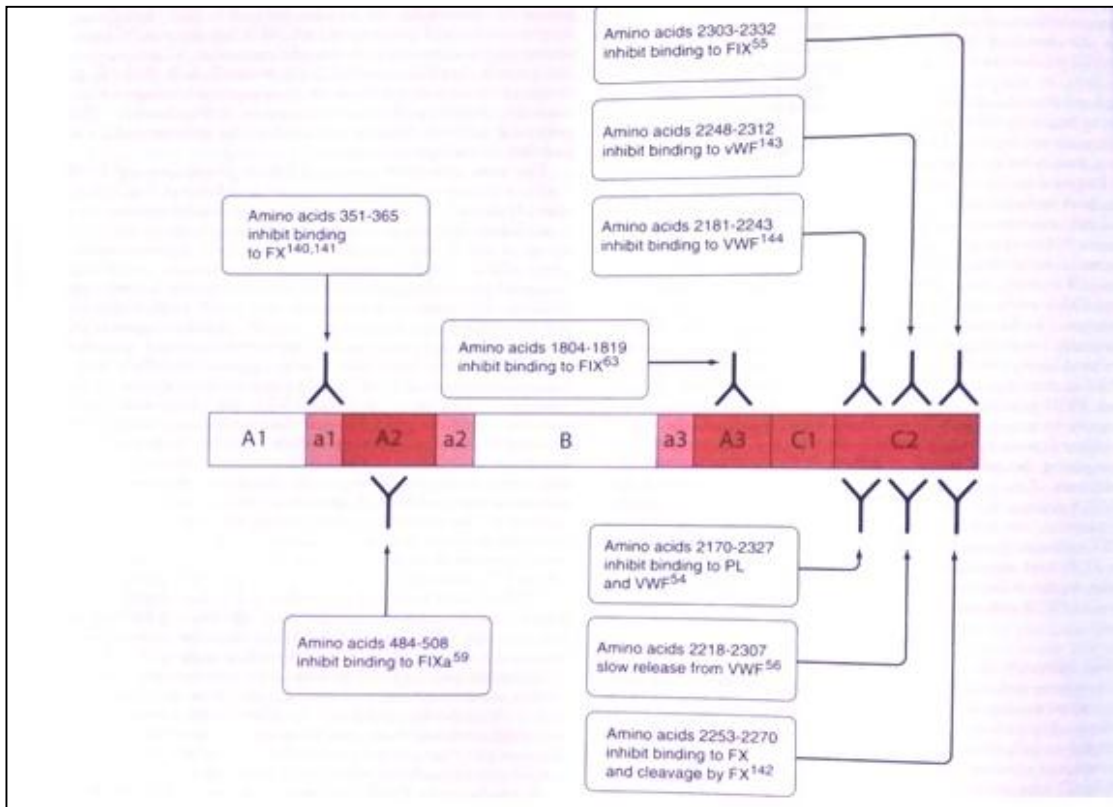 Amino acids 2303-2332
inhibit binding to FIX55
Amino acids 2248-2312
inhibit binding to vWF143
Amino acids 351-365
inhibit binding
to FX140,141
Amino acids 2181-2243
inhibit binding to VWF144
Amino acids 1804-1819
inhibit binding to FIX63
A1 a1 A2 a2 B a3 A3 C1 C2
Amino acids 2170-2327
inhibit binding to PL
and VWF54
Amino acids 484-508
inhibit binding to FIXa59
Amino acids 2218-2307
slow release from VWF56
Amino acids 2253-2270
inhibit binding to FX
and cleavage by FX142